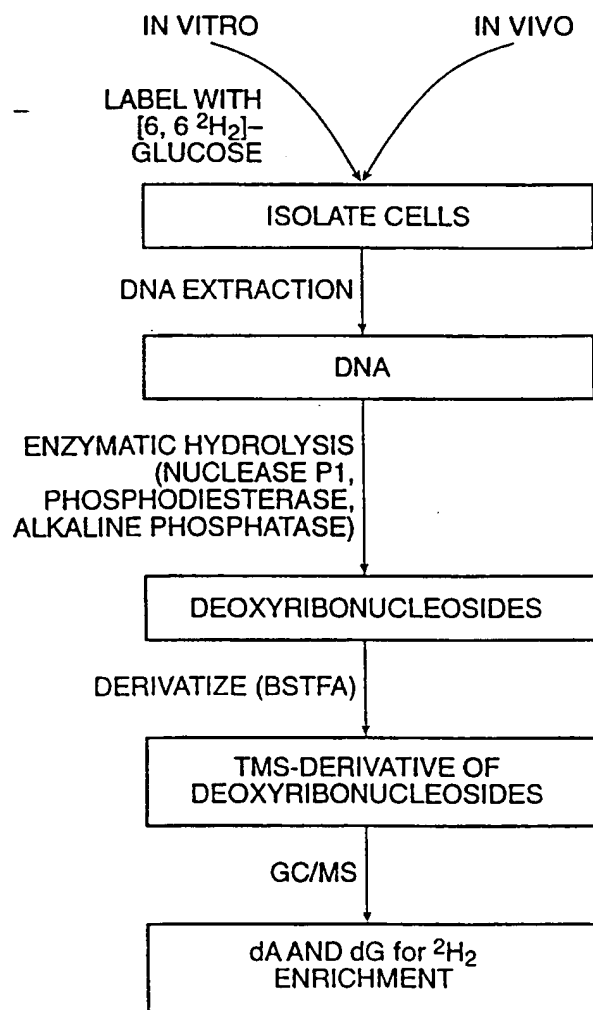 IN VITRO
IN VIVO
LABEL WITH
[6, 6 ²H₂]–
GLUCOSE
ISOLATE CELLS
DNA EXTRACTION
DNA
ENZYMATIC HYDROLYSIS
(NUCLEASE P1,
PHOSPHODIESTERASE,
ALKALINE PHOSPHATASE)
DEOXYRIBONUCLEOSIDES
DERIVATIZE (BSTFA)
TMS-DERIVATIVE OF
DEOXYRIBONUCLEOSIDES
GC/MS
dA AND dG for ²H₂
ENRICHMENT